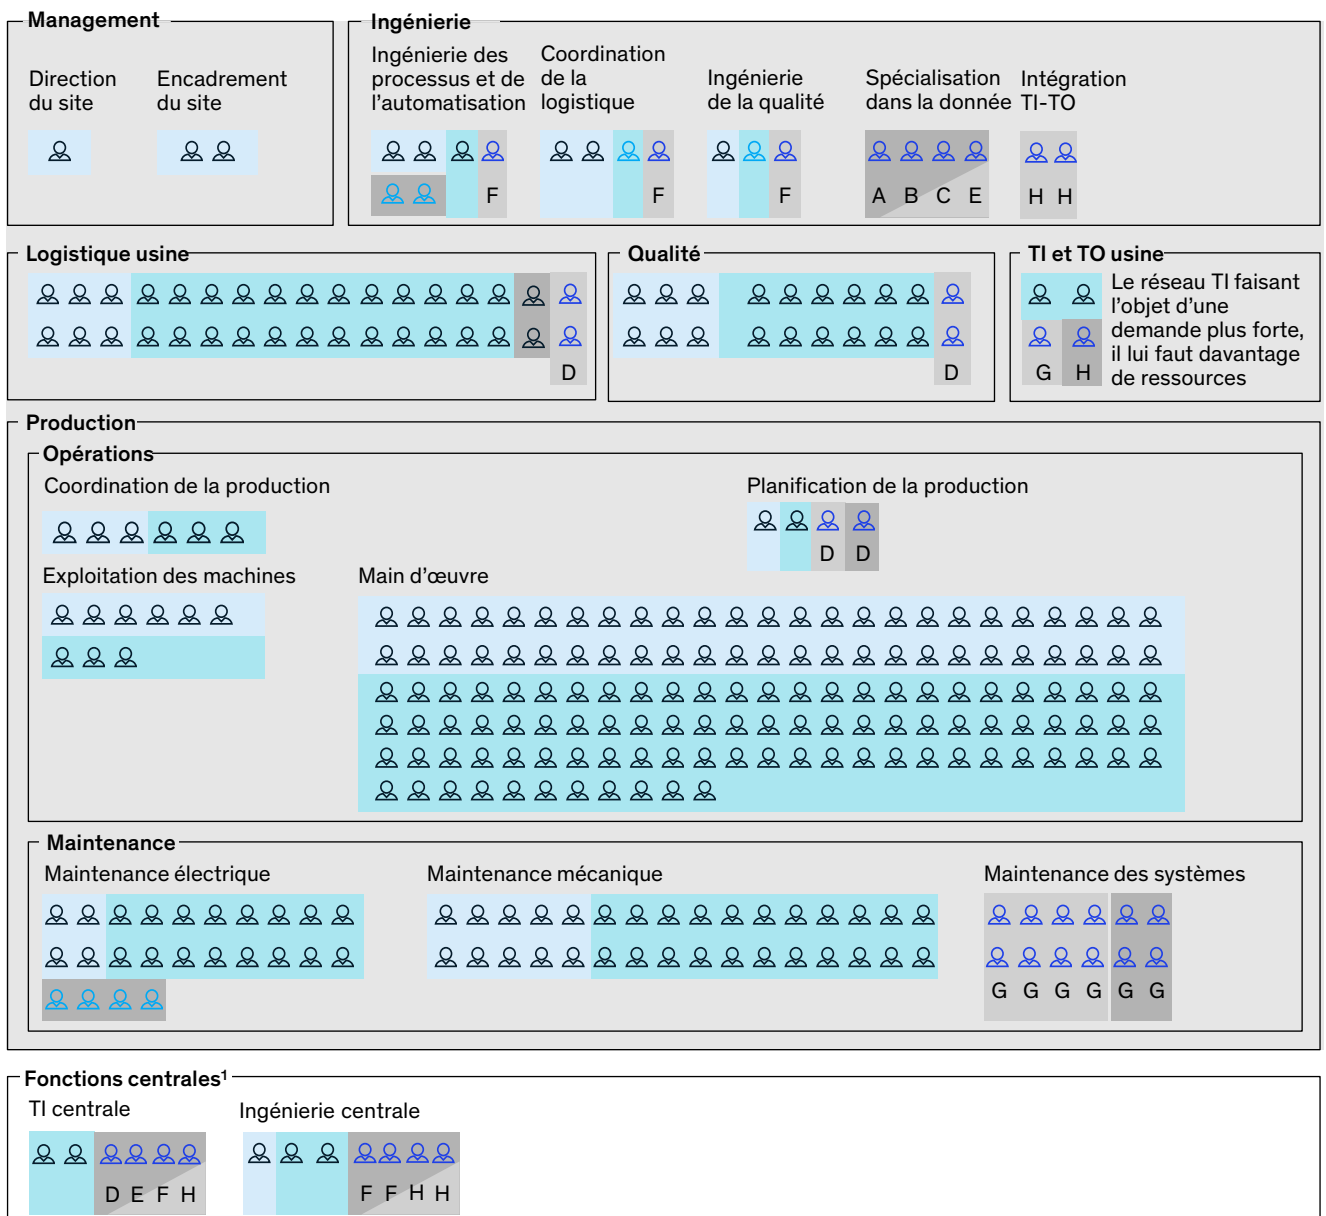 Management
Direction
du site
Encadrement
du site
Ingénierie
Ingénierie des
processus et de
l'automatisation
F
Coordination
de la
logistique
F
Ingénierie
de la qualité
F
Spécialisation
dans la donnée
A B C E
Intégration
TI-TO
H H
Logistique usine
D
Qualité
D
TI et TO usine
G H
Le réseau TI faisant
l'objet d'une
demande plus forte,
il lui faut davantage
de ressources
Production
Opérations
Coordination de la production
Planification de la production
D D
Exploitation des machines
Main d'œuvre
Maintenance
Maintenance électrique
Maintenance mécanique
Maintenance des systèmes
G G G G G G
Fonctions centrales¹
TI centrale
D E F H
Ingénierie centrale
F F H H